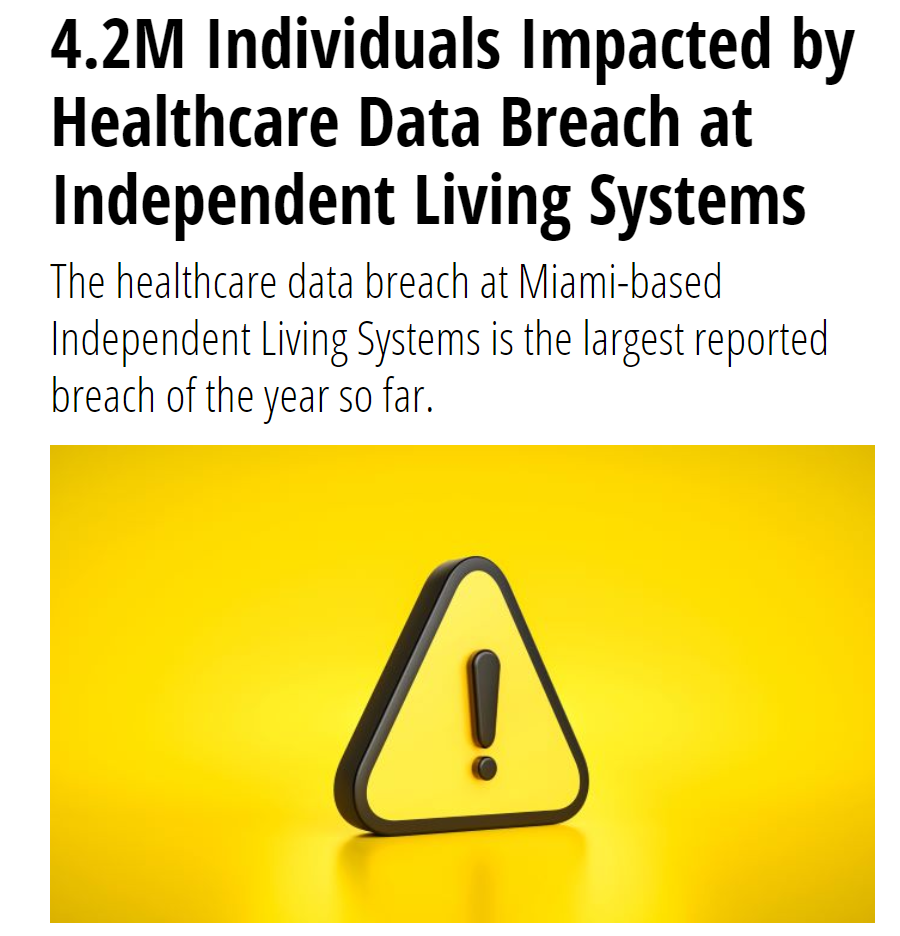 4.2M Individuals Impacted by
Healthcare Data Breach at
Independent Living Systems
The healthcare data breach at Miami-based
Independent Living Systems is the largest reported
breach of the year so far.
!